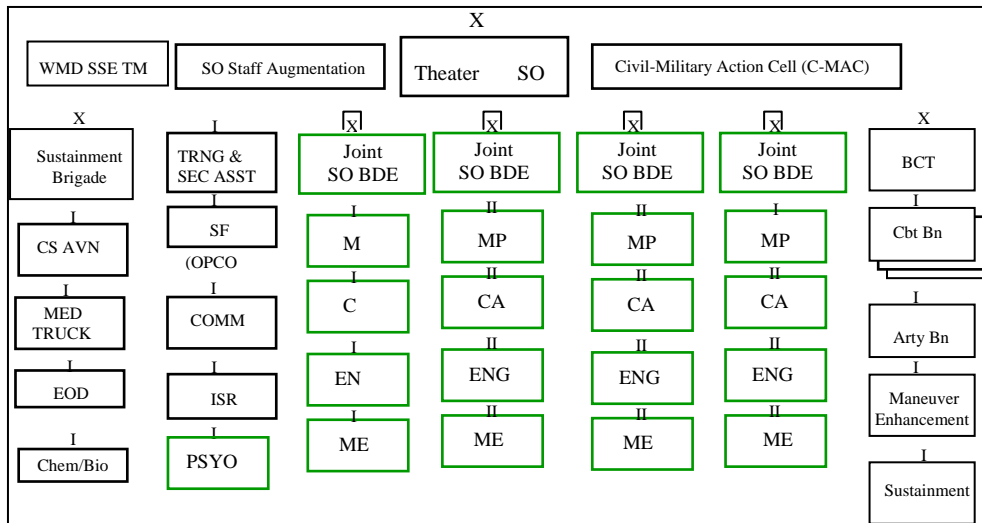 X
WMD SSE TM
SO Staff Augmentation
Theater SO
Civil-Military Action Cell (C-MAC)
X
Sustainment
Brigade
I
CS AVN
I
MED
TRUCK
I
EOD
I
Chem/Bio
I
TRNG &
SEC ASST
I
SF
(OPCO
I
COMM
I
ISR
I
PSYO
X
Joint
SO BDE
I
M
I
C
I
EN
I
ME
X
Joint
SO BDE
II
MP
II
CA
II
ENG
II
ME
X
Joint
SO BDE
II
MP
II
CA
II
ENG
II
ME
X
Joint
SO BDE
I
MP
II
CA
II
ENG
II
ME
X
BCT
I
Cbt Bn
I
Arty Bn
I
Maneuver
Enhancement
I
Sustainment